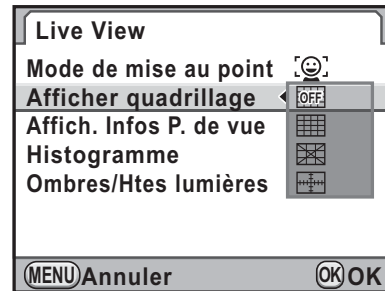 Live View
Mode de mise au point
Afficher quadrillage OFF
Affich. Infos P. de vue
Histogramme
Ombres/Htes lumières
MENU Annuler OK OK